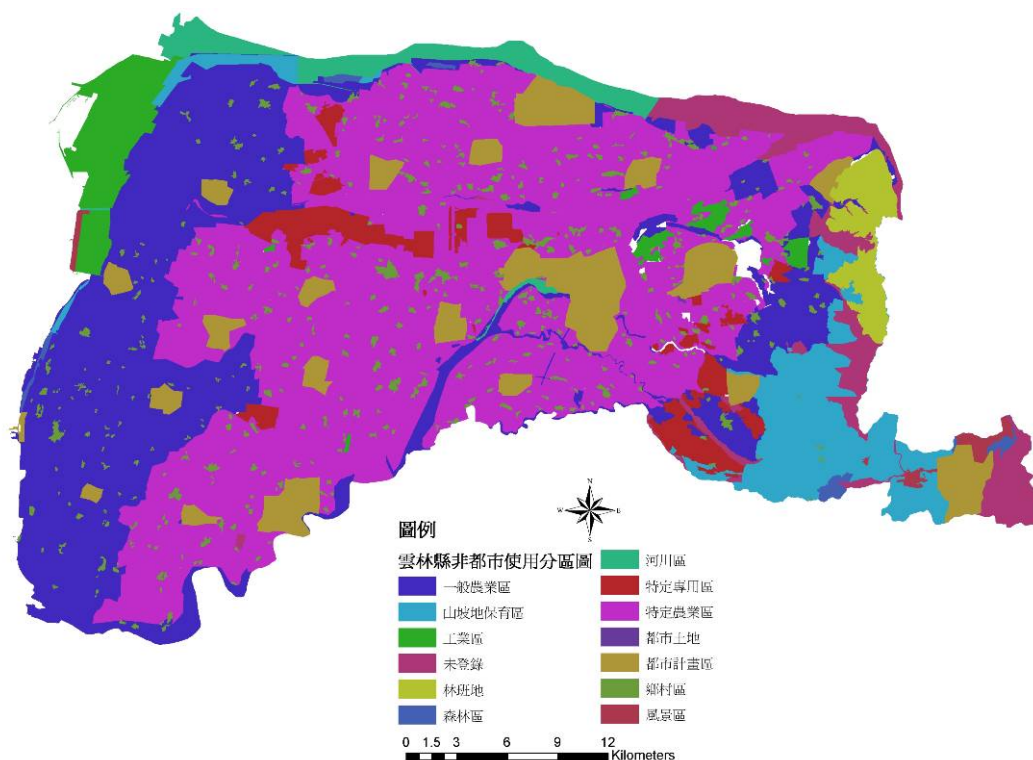 N
W
E
S
圖例
雲林縣非都市使用分區圖
一般農業區
山坡地保育區
工業區
未登錄
林班地
森林區
河川區
特定專用區
特定農業區
都市土地
都市計畫區
鄉村區
風景區
0 1.5 3 6 9 12
Kilometers